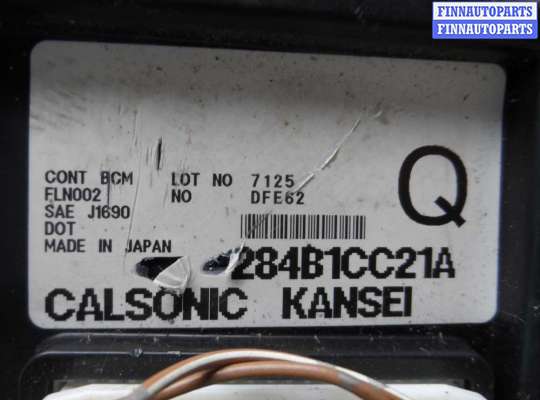 FINNAUTOPARTS
FINNAUTOPARTS
CONT BCM LOT NO 7125
FLN002 NO DFE62
SAE J1690
DOT
MADE IN JAPAN
Q
284B1CC21A
CALSONIC KANSEI